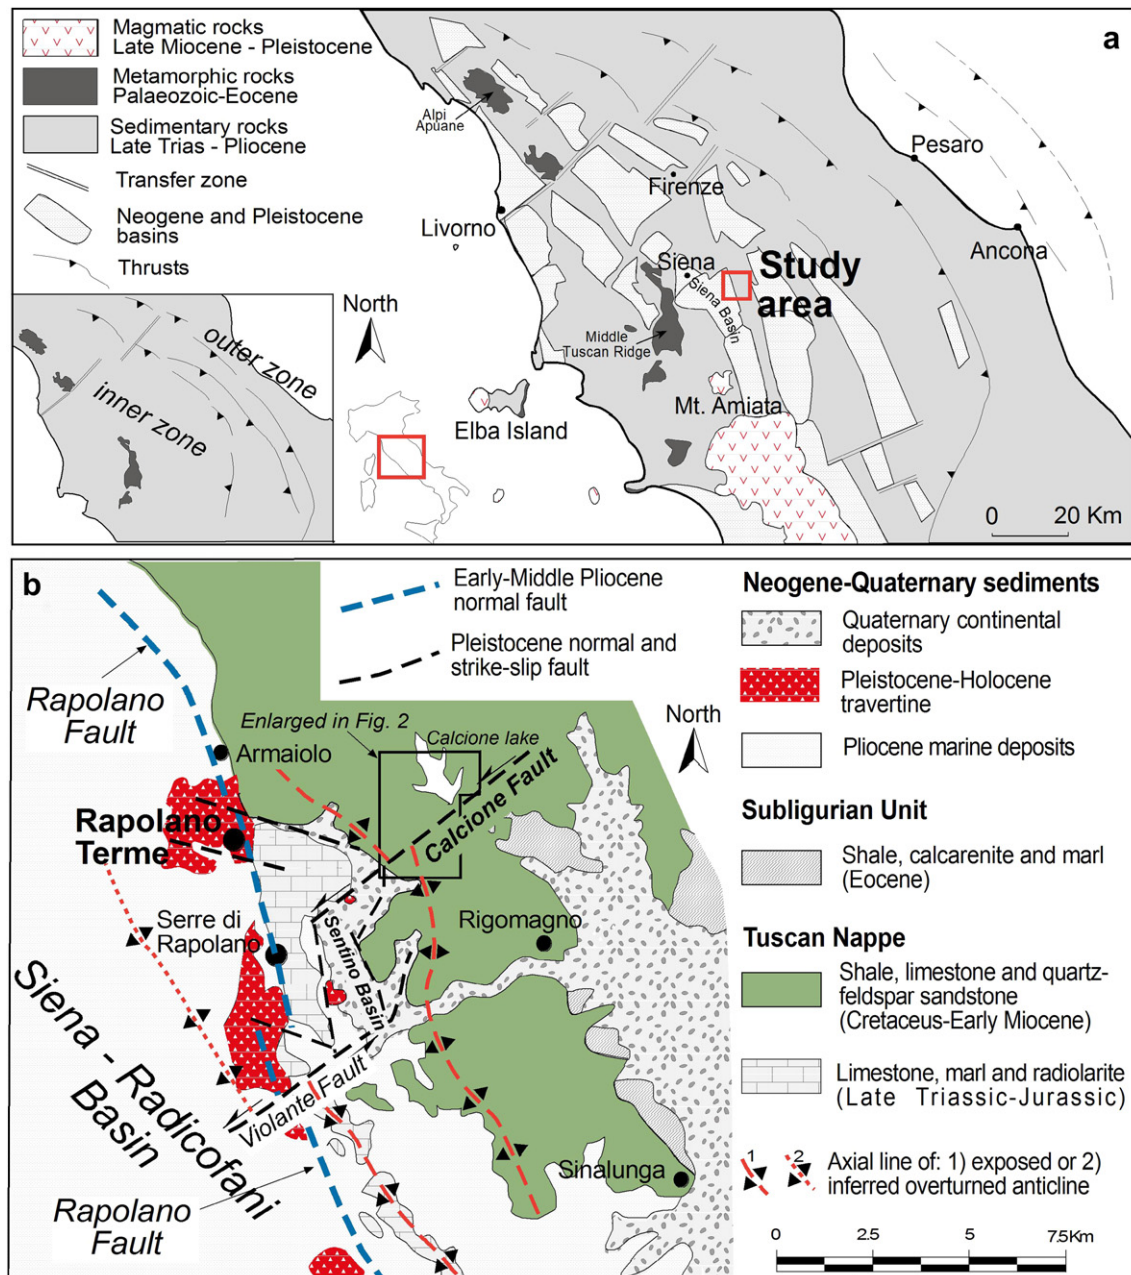 a
Magmatic rocks
Late Miocene - Pleistocene
Metamorphic rocks
Palaeozoic-Eocene
Sedimentary rocks
Late Trias - Pliocene
Transfer zone
Neogene and Pleistocene
basins
Thrusts
outer zone
inner zone
North
Alpi
Apuane
Livorno
Firenze
Pesaro
Ancona
Siena
Siena Basin
Study
area
Middle
Tuscan Ridge
Mt. Amiata
Elba Island
0 20 Km
b
Early-Middle Pliocene
normal fault
Pleistocene normal and
strike-slip fault
Rapolano
Fault
Enlarged in Fig. 2
Calcione lake
North
Armaiolo
Calcione Fault
Rapolano
Terme
Serre di
Rapolano
Sentino Basin
Rigomagno
Siena - Radicofani
Basin
Violante Fault
Sinalunga
Rapolano
Fault
Neogene-Quaternary sediments
Quaternary continental
deposits
Pleistocene-Holocene
travertine
Pliocene marine deposits
Subligurian Unit
Shale, calcarenite and marl
(Eocene)
Tuscan Nappe
Shale, limestone and quartz-
feldspar sandstone
(Cretaceus-Early Miocene)
Limestone, marl and radiolarite
(Late Triassic-Jurassic)
1 2
Axial line of: 1) exposed or 2)
inferred overturned anticline
0 2.5 5 7.5Km